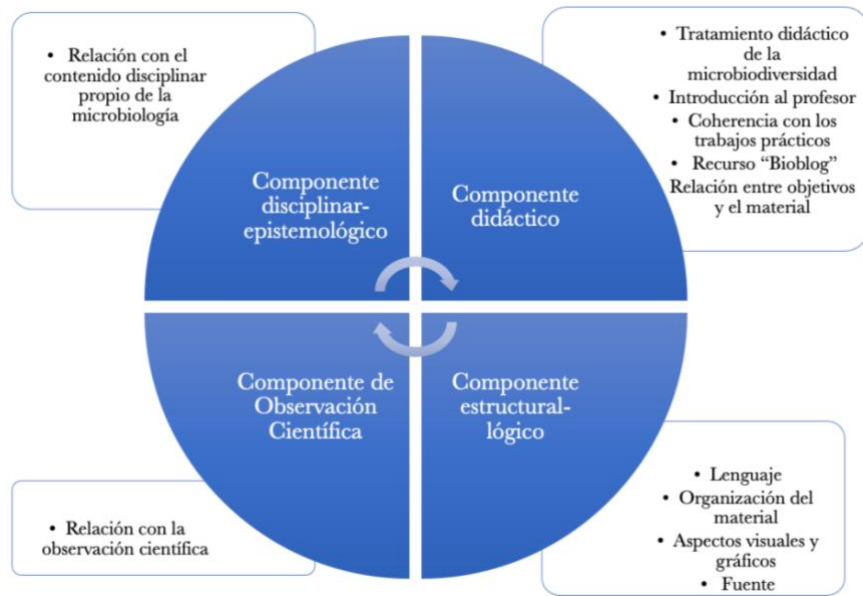 • Relación con el
contenido disciplinar
propio de la
microbiología
• Tratamiento didáctico
de la
microbiodiversidad
• Introducción al profesor
• Coherencia con los
trabajos prácticos
• Recurso “Bioblog”
Relación entre objetivos
y el material
Componente
disciplinar-
epistemológico
Componente
didáctico
Componente de
Observación
Científica
Componente
estructural-
lógico
• Relación con la
observación científica
• Lenguaje
• Organización del
material
• Aspectos visuales y
gráficos
• Fuente